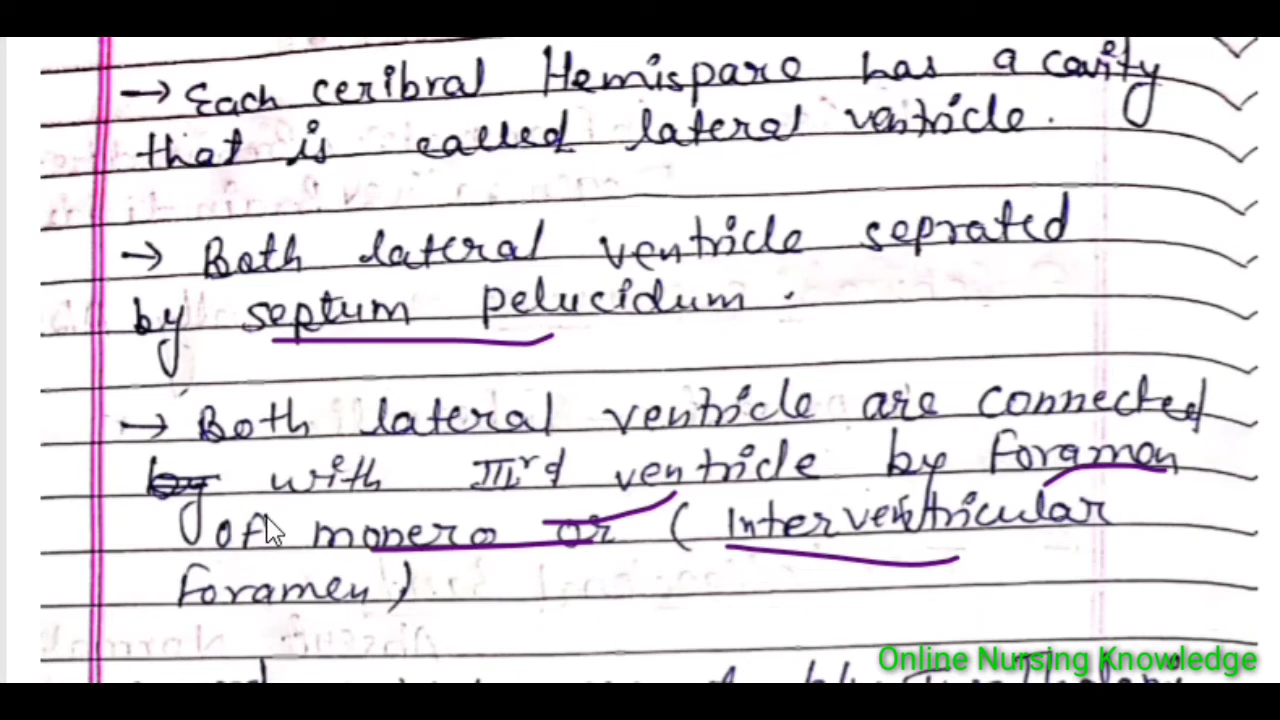 → Each ceribral Hemispare has a cavity
that is called lateral ventricle.
→ Both lateral ventricle seprated
by septum pelucidum.
→ Both lateral ventricle are connected
with IIIrd ventricle by Foramen
of monero or (Interventricular
Foramen)
Online Nursing Knowledge